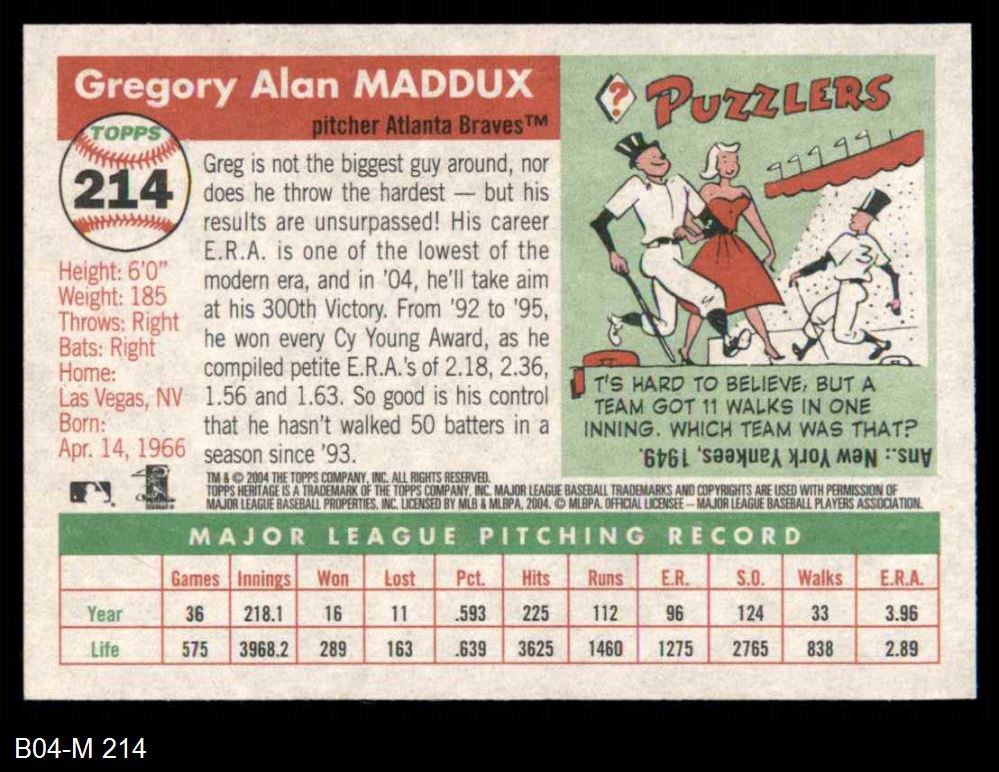 Gregory Alan MADDUX
pitcher Atlanta Braves™
TOPPS
214
Height: 6'0"
Weight: 185
Throws: Right
Bats: Right
Home:
Las Vegas, NV
Born:
Apr. 14, 1966
Greg is not the biggest guy around, nor
does he throw the hardest — but his
results are unsurpassed! His career
E.R.A. is one of the lowest of the
modern era, and in '04, he'll take aim
at his 300th Victory. From '92 to '95,
he won every Cy Young Award, as he
compiled petite E.R.A.'s of 2.18, 2.36,
1.56 and 1.63. So good is his control
that he hasn't walked 50 batters in a
season since '93.
? PUZZLERS
3
IT'S HARD TO BELIEVE, BUT A
TEAM GOT 11 WALKS IN ONE
INNING. WHICH TEAM WAS THAT?
Ans.: New York Yankees, 1949.
TM & © 2004 THE TOPPS COMPANY, INC. ALL RIGHTS RESERVED.
TOPPS HERITAGE IS A TRADEMARK OF THE TOPPS COMPANY, INC. MAJOR LEAGUE BASEBALL TRADEMARKS AND COPYRIGHTS ARE USED WITH PERMISSION OF
MAJOR LEAGUE BASEBALL PROPERTIES, INC. LICENSED BY MLB & MLBPA, 2004. © MLBPA. OFFICIAL LICENSEE – MAJOR LEAGUE BASEBALL PLAYERS ASSOCIATION.
MAJOR LEAGUE PITCHING RECORD
Games Innings Won Lost Pct. Hits Runs E.R. S.O. Walks E.R.A.
Year 36 218.1 16 11 .593 225 112 96 124 33 3.96
Life 575 3968.2 289 163 .639 3625 1460 1275 2765 838 2.89
B04-M 214